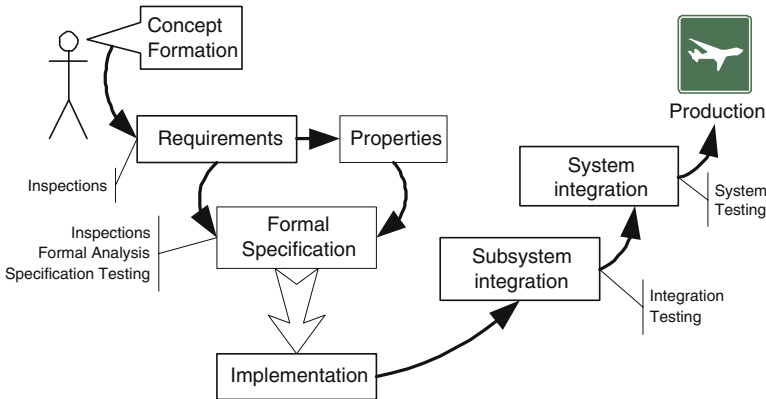 Concept
Formation
Production
Requirements
Properties
System
integration
Inspections
System
Testing
Inspections
Formal Analysis
Specification Testing
Formal
Specification
Subsystem
integration
Integration
Testing
Implementation